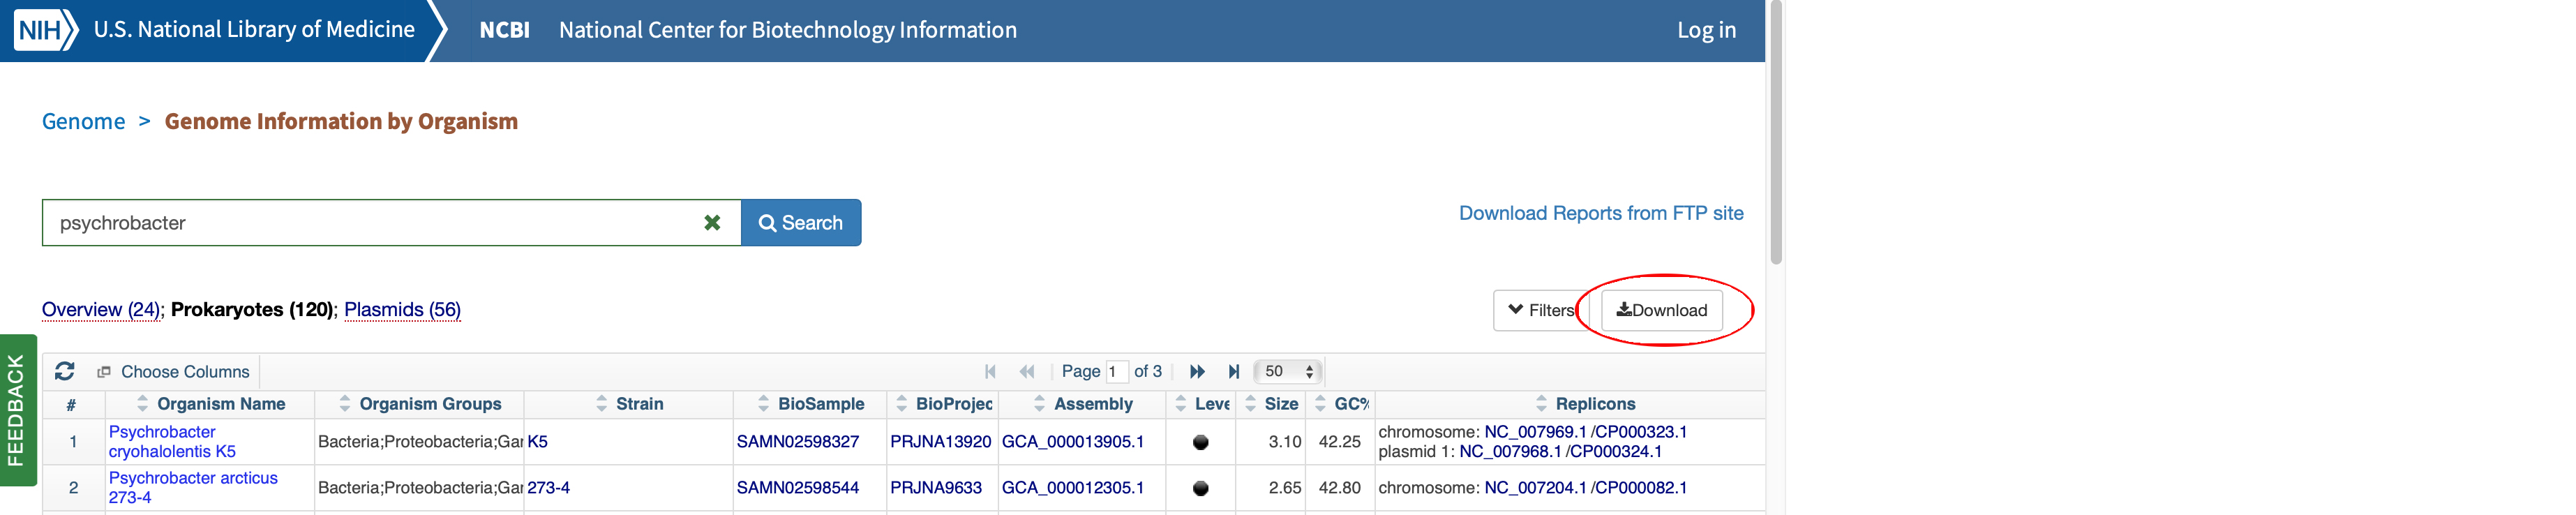 NIH U.S. National Library of Medicine NCBI National Center for Biotechnology Information Log in
Genome > Genome Information by Organism
psychrobacter Search
Download Reports from FTP site
Overview (24); Prokaryotes (120); Plasmids (56) Filters Download
FEEDBACK
Choose Columns Page 1 of 3 50
# Organism Name Organism Groups Strain BioSample BioProjec Assembly Leve Size GC% Replicons
1 Psychrobacter cryohalolentis K5 Bacteria;Proteobacteria;Gar K5 SAMN02598327 PRJNA13920 GCA_000013905.1 3.10 42.25 chromosome: NC_007969.1/CP000323.1
plasmid 1: NC_007968.1/CP000324.1
2 Psychrobacter arcticus 273-4 Bacteria;Proteobacteria;Gar 273-4 SAMN02598544 PRJNA9633 GCA_000012305.1 2.65 42.80 chromosome: NC_007204.1/CP000082.1